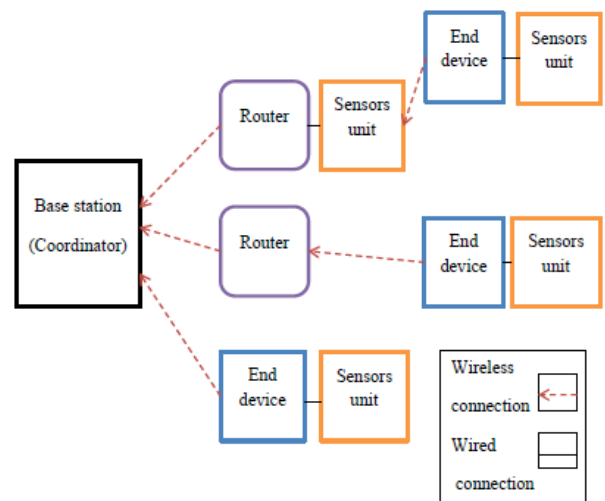 End
device
Sensors
unit
Router
Sensors
unit
Base station
(Coordinator)
Router
End
device
Sensors
unit
End
device
Sensors
unit
Wireless
connection
Wired
connection